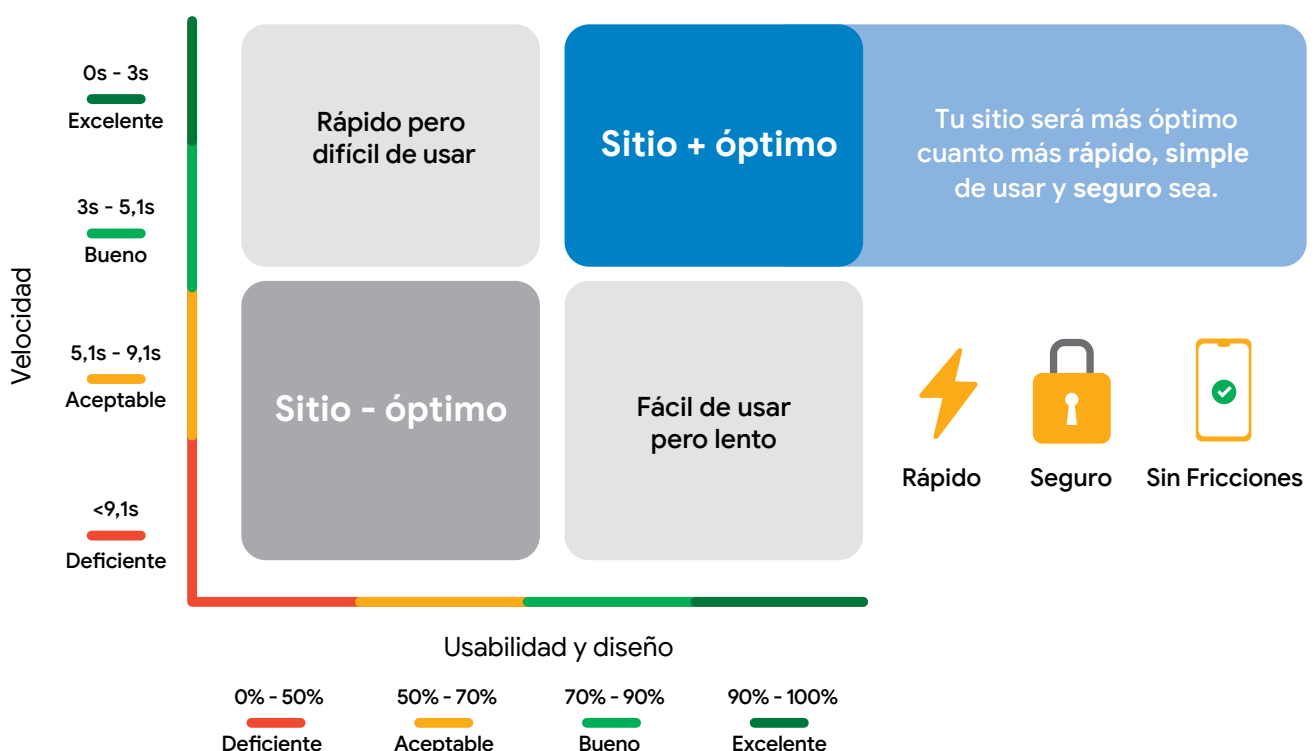 0s - 3s
Excelente
3s - 5,1s
Bueno
Velocidad
5,1s - 9,1s
Aceptable
<9,1s
Deficiente
Rápido pero
difícil de usar
Sitio + óptimo
Tu sitio será más óptimo
cuanto más rápido, simple
de usar y seguro sea.
Sitio - óptimo
Fácil de usar
pero lento
Rápido
Seguro
Sin Fricciones
Usabilidad y diseño
0% - 50%
Deficiente
50% - 70%
Aceptable
70% - 90%
Bueno
90% - 100%
Excelente